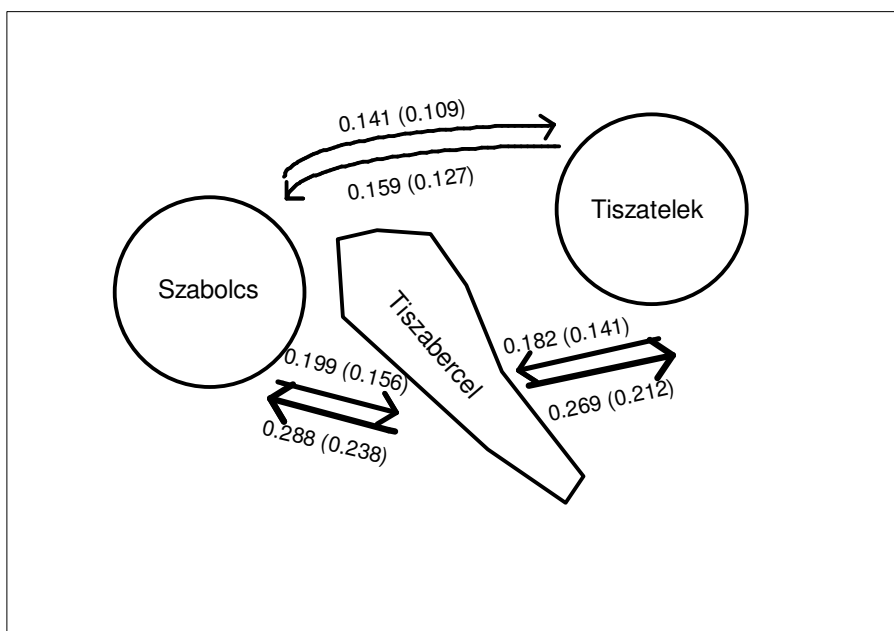 0.141 (0.109)
0.159 (0.127)
Tiszatelek
Szabolcs
Tiszabercel
0.182 (0.141)
0.199 (0.156)
0.269 (0.212)
0.288 (0.238)